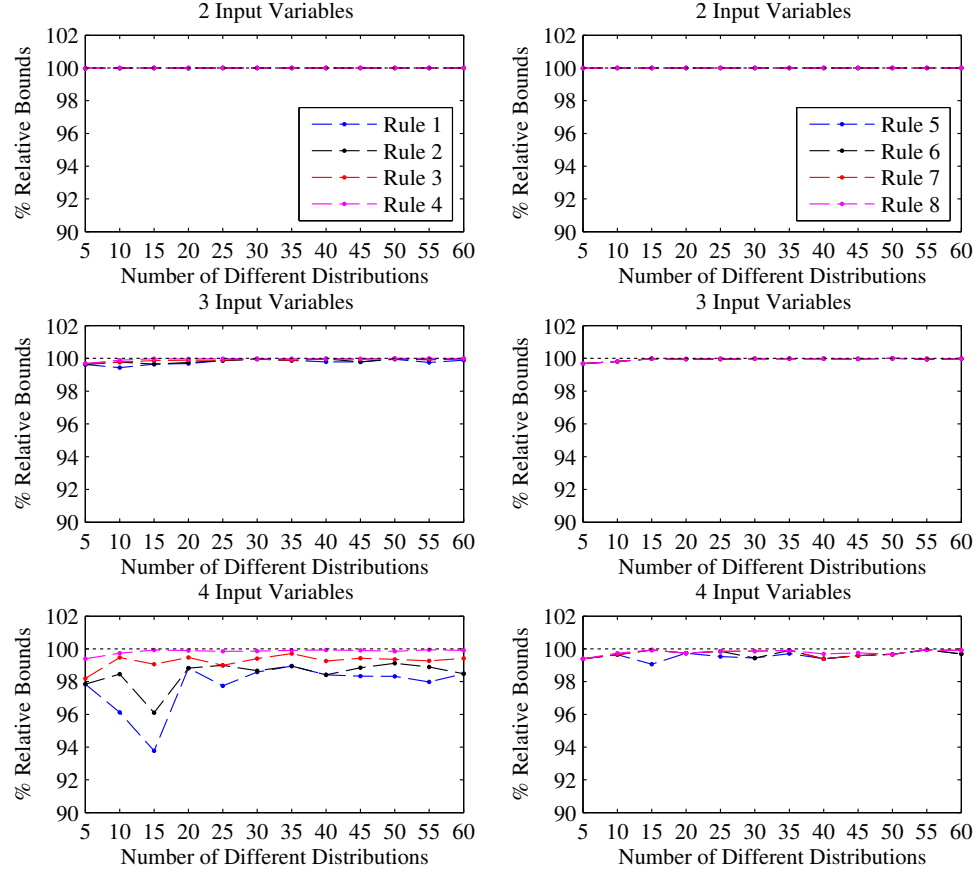 2 Input Variables
102
100
98
96
94
92
90
% Relative Bounds
Rule 1
Rule 2
Rule 3
Rule 4
5 10 15 20 25 30 35 40 45 50 55 60
Number of Different Distributions
2 Input Variables
102
100
98
96
94
92
90
% Relative Bounds
Rule 5
Rule 6
Rule 7
Rule 8
5 10 15 20 25 30 35 40 45 50 55 60
Number of Different Distributions
3 Input Variables
102
100
98
96
94
92
90
% Relative Bounds
5 10 15 20 25 30 35 40 45 50 55 60
Number of Different Distributions
3 Input Variables
102
100
98
96
94
92
90
% Relative Bounds
5 10 15 20 25 30 35 40 45 50 55 60
Number of Different Distributions
4 Input Variables
102
100
98
96
94
92
90
% Relative Bounds
5 10 15 20 25 30 35 40 45 50 55 60
Number of Different Distributions
4 Input Variables
102
100
98
96
94
92
90
% Relative Bounds
5 10 15 20 25 30 35 40 45 50 55 60
Number of Different Distributions